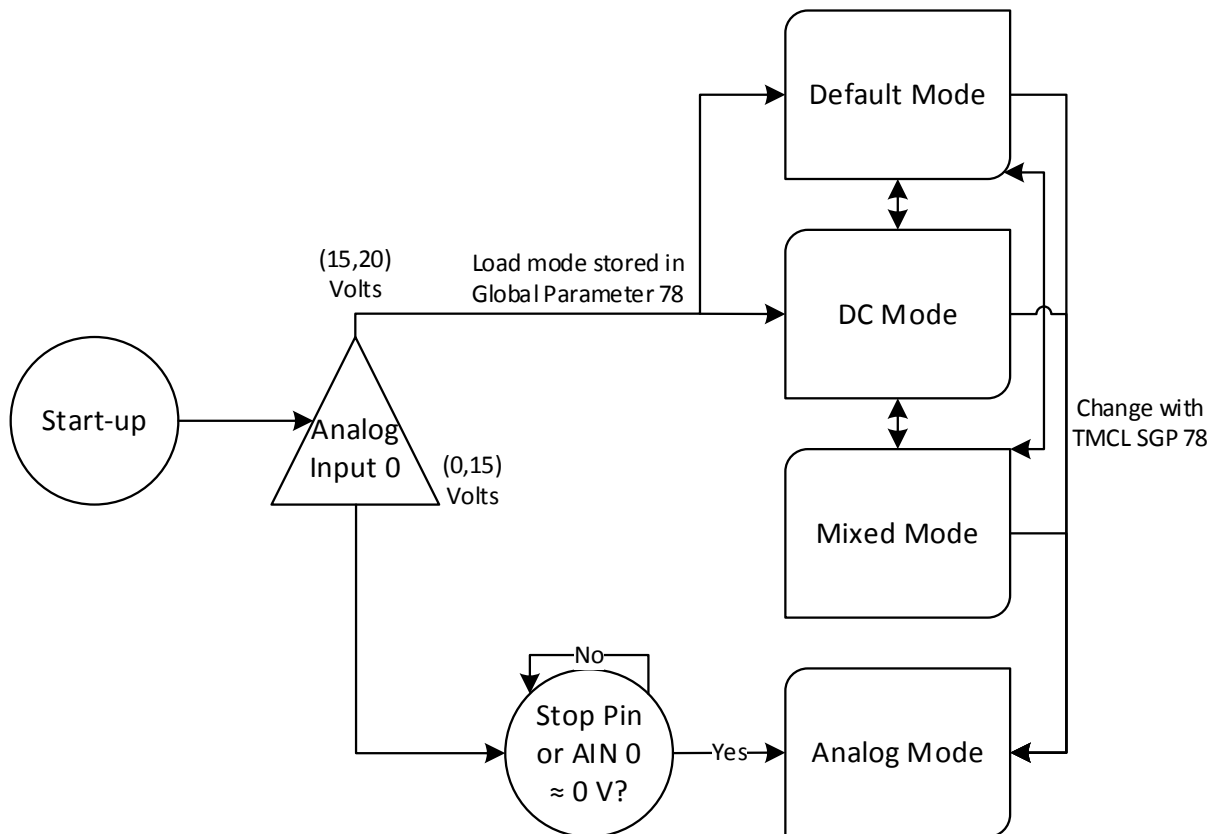 Default Mode
(15,20)
Volts
Load mode stored in
Global Parameter 78
DC Mode
Start-up
Analog
Input 0
(0,15)
Volts
Change with
TMCL SGP 78
Mixed Mode
No
Stop Pin
or AIN 0
≈ 0 V?
Yes
Analog Mode